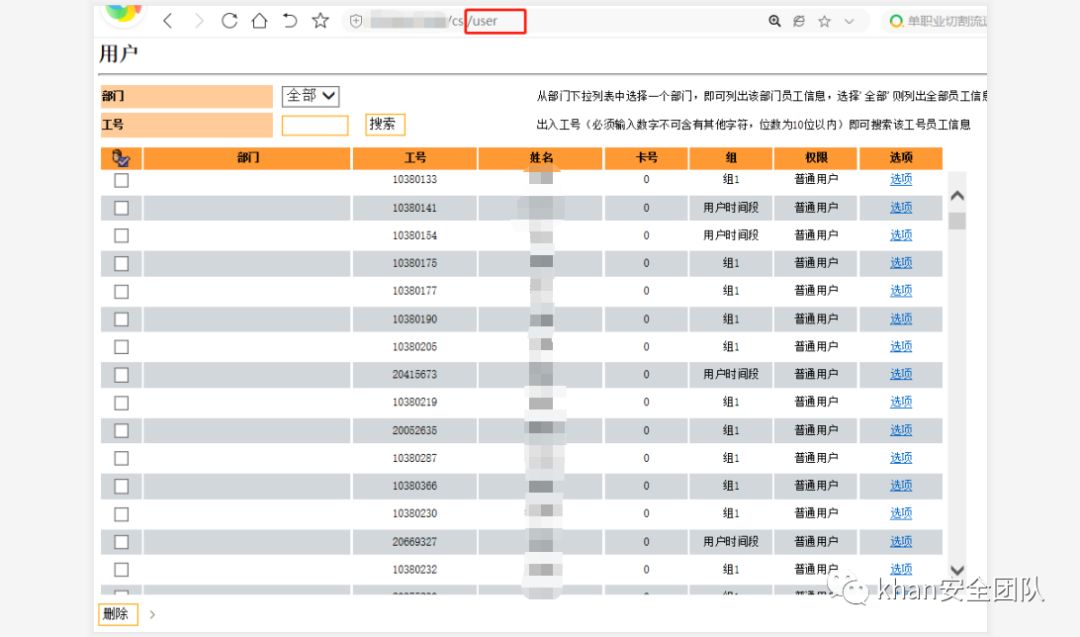 /cs/user
单职业切割流
用户
部门 全部 从部门下拉列表中选择一个部门，即可列出该部门员工信息，选择'全部'则列出全部员工信息
工号 搜索 出入工号（必须输入数字不可含有其他字符，位数为10位以内）即可搜索该工号员工信息
部门 工号 姓名 卡号 组 权限 选项
10380133 0 组1 普通用户 选项
10380141 0 用户时间段 普通用户 选项
10380154 0 用户时间段 普通用户 选项
10380175 0 组1 普通用户 选项
10380177 0 组1 普通用户 选项
10380190 0 组1 普通用户 选项
10380205 0 组1 普通用户 选项
20415673 0 用户时间段 普通用户 选项
10380219 0 组1 普通用户 选项
20052635 0 组1 普通用户 选项
10380287 0 组1 普通用户 选项
10380366 0 组1 普通用户 选项
10380230 0 组1 普通用户 选项
20669327 0 用户时间段 普通用户 选项
10380232 0 组1 普通用户 选项
khan安全团队
删除